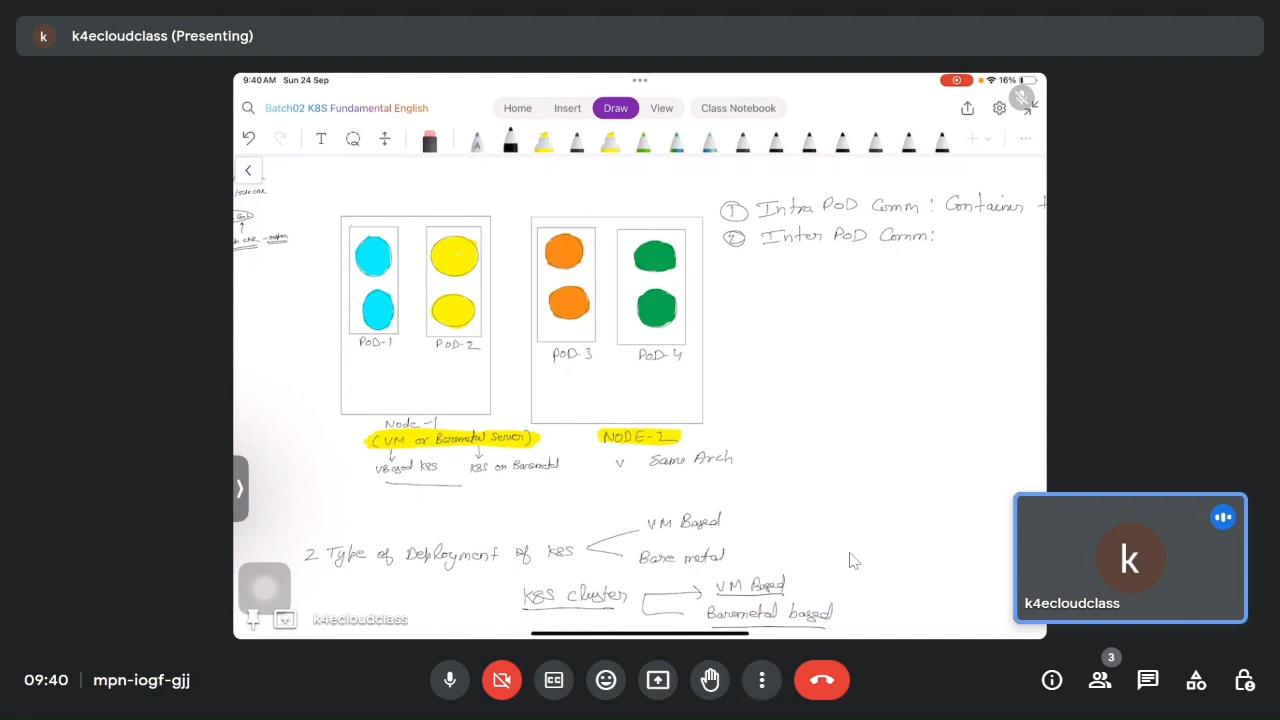 k
k4ecloudclass (Presenting)
9:40 AM Sun 24 Sep
16%
Batch02 K8S Fundamental English
Home
Insert
Draw
View
Class Notebook
T
A
① Intra POD Comm : Container
② Inter POD Comm:
POD-1
POD-2
POD-3
POD-4
Node-1
(VM or Baremetal Server)
VBased K8S
K8S on Baremetal
NODE-2
Same Arch
2 Type of Deployment of K8S
VM Based
Bare metal
K8S cluster
VM Based
Baremetal based
k4ecloudclass
k
k4ecloudclass
09:40
mpn-iogf-gjj
CC
3